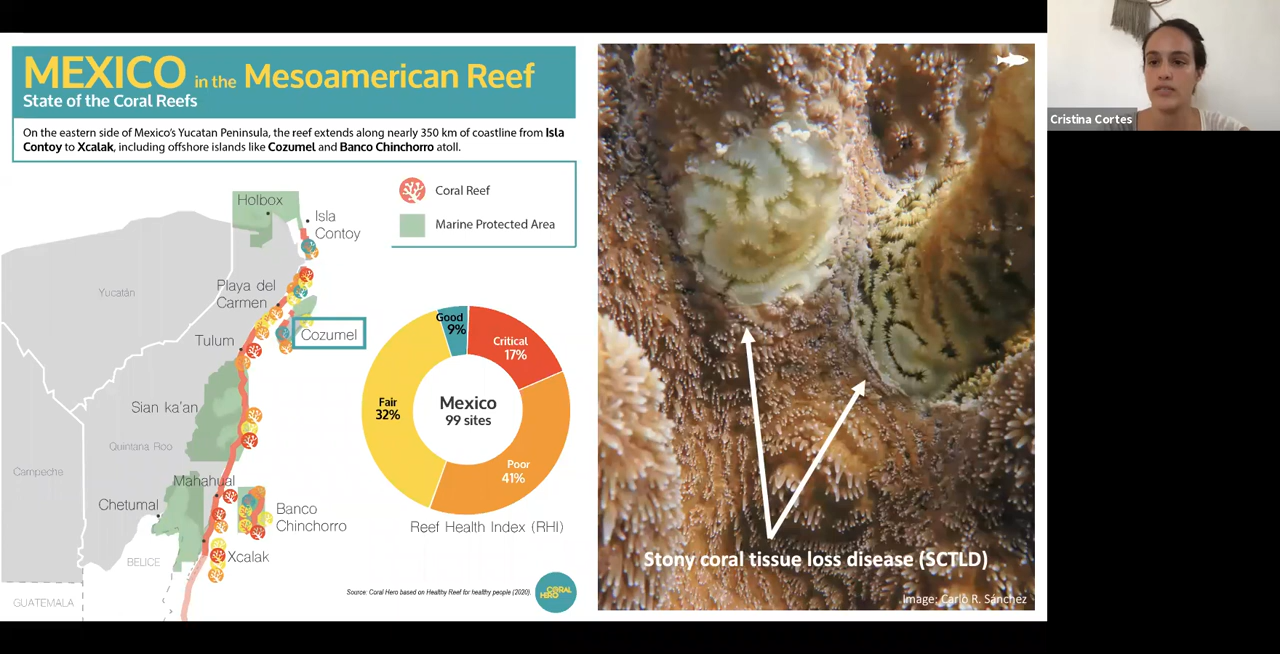 MEXICO in the Mesoamerican Reef
State of the Coral Reefs
On the eastern side of Mexico's Yucatan Peninsula, the reef extends along nearly 350 km of coastline from Isla
Contoy to Xcalak, including offshore islands like Cozumel and Banco Chinchorro atoll.
Coral Reef
Marine Protected Area
Holbox
Isla
Contoy
Yucatán
Playa del
Carmen
Cozumel
Tulum
Sian ka'an
Quintana Roo
Campeche
Mahahual
Chetumal
Banco
Chinchorro
BELICE
Xcalak
GUATEMALA
Good
9%
Critical
17%
Fair
32%
Mexico
99 sites
Poor
41%
Reef Health Index (RHI)
Source: Coral Hero based on Healthy Reef for healthy people (2020).
CORAL
HERO
Stony coral tissue loss disease (SCTLD)
Image: Carlo R. Sánchez
Cristina Cortes